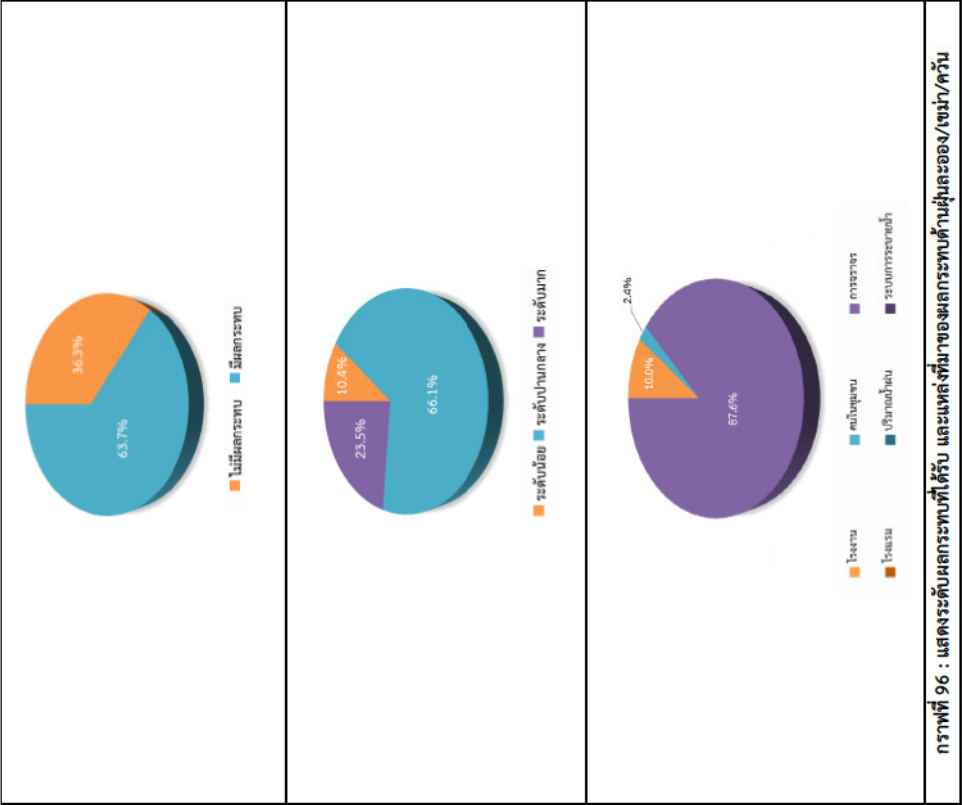 36.3%
63.7%
ไม่มีผลกระทบ มีผลกระทบ
10.4%
23.5%
66.1%
ระดับน้อย ระดับปานกลาง ระดับมาก
2.4%
10.0%
87.6%
โรงงาน คนในชุมชน การจราจร
โรงแรม ปริมาณน้ำฝน ระบบการระบายน้ำ
กราฟที่ 96 : แสดงระดับผลกระทบที่ได้รับ และแหล่งที่มาของผลกระทบด้านฝุ่นละออง/เขม่า/ควัน